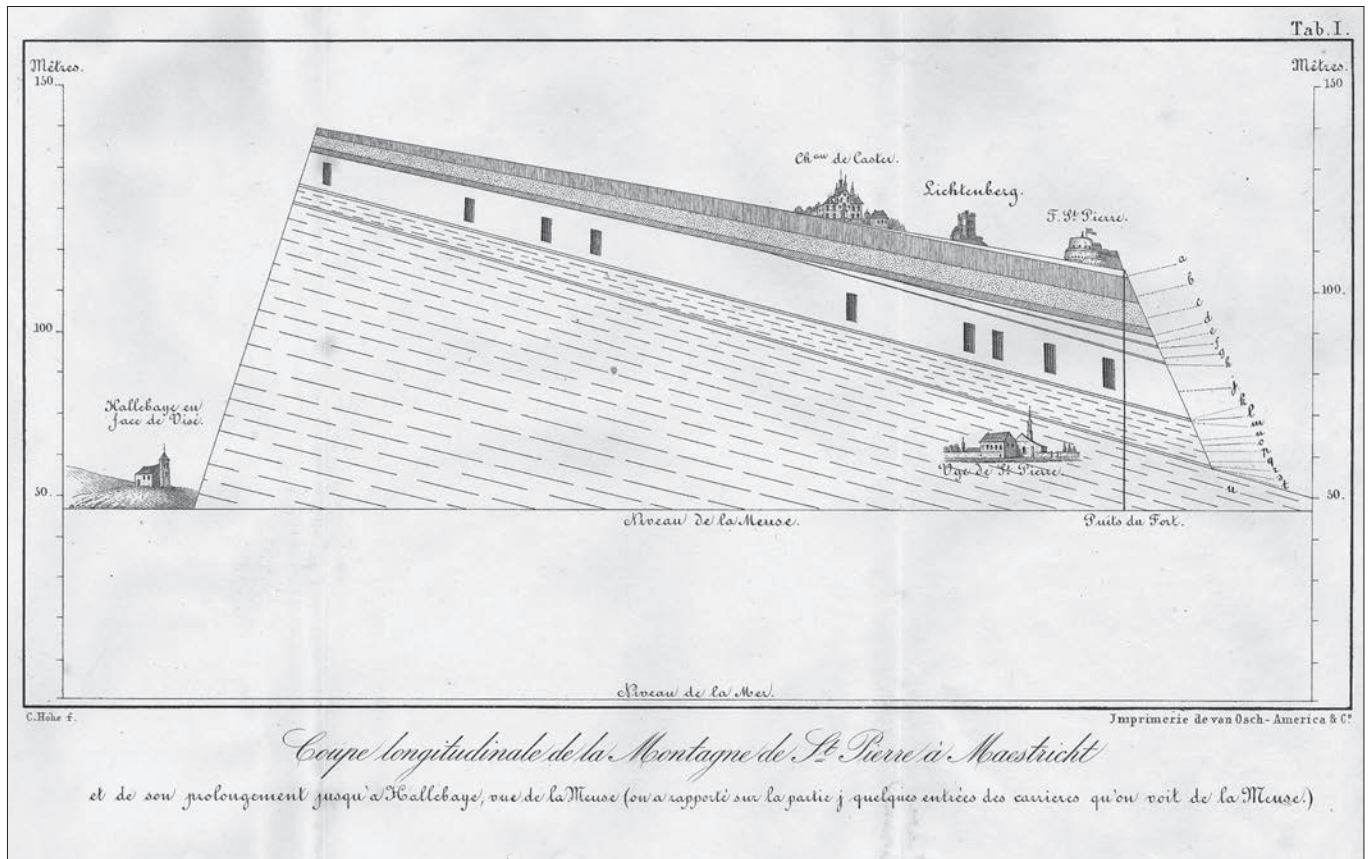 Tab. I.
Mètres.
Mètres.
150
150
Chau de Caster.
Lichtenberg.
F. St Pierre.
a
b
c
d
e
f
g
h
j
k
l
m
n
o
p
q
r
s
t
u
100
100.
Hallebaye en
face de Visé.
Vge de St Pierre.
50.
50.
Niveau de la Meuse.
Puits du Fort.
Niveau de la Mer.
C. Hohe f.
Imprimerie de van Osch-America & Co
Coupe longitudinale de la Montagne de St Pierre à Maestricht
et de son prolongement jusqu'a Hallebaye, vue de la Meuse (on a rapporté sur la partie j quelques entrées des carrieres qu'on voit de la Meuse.)